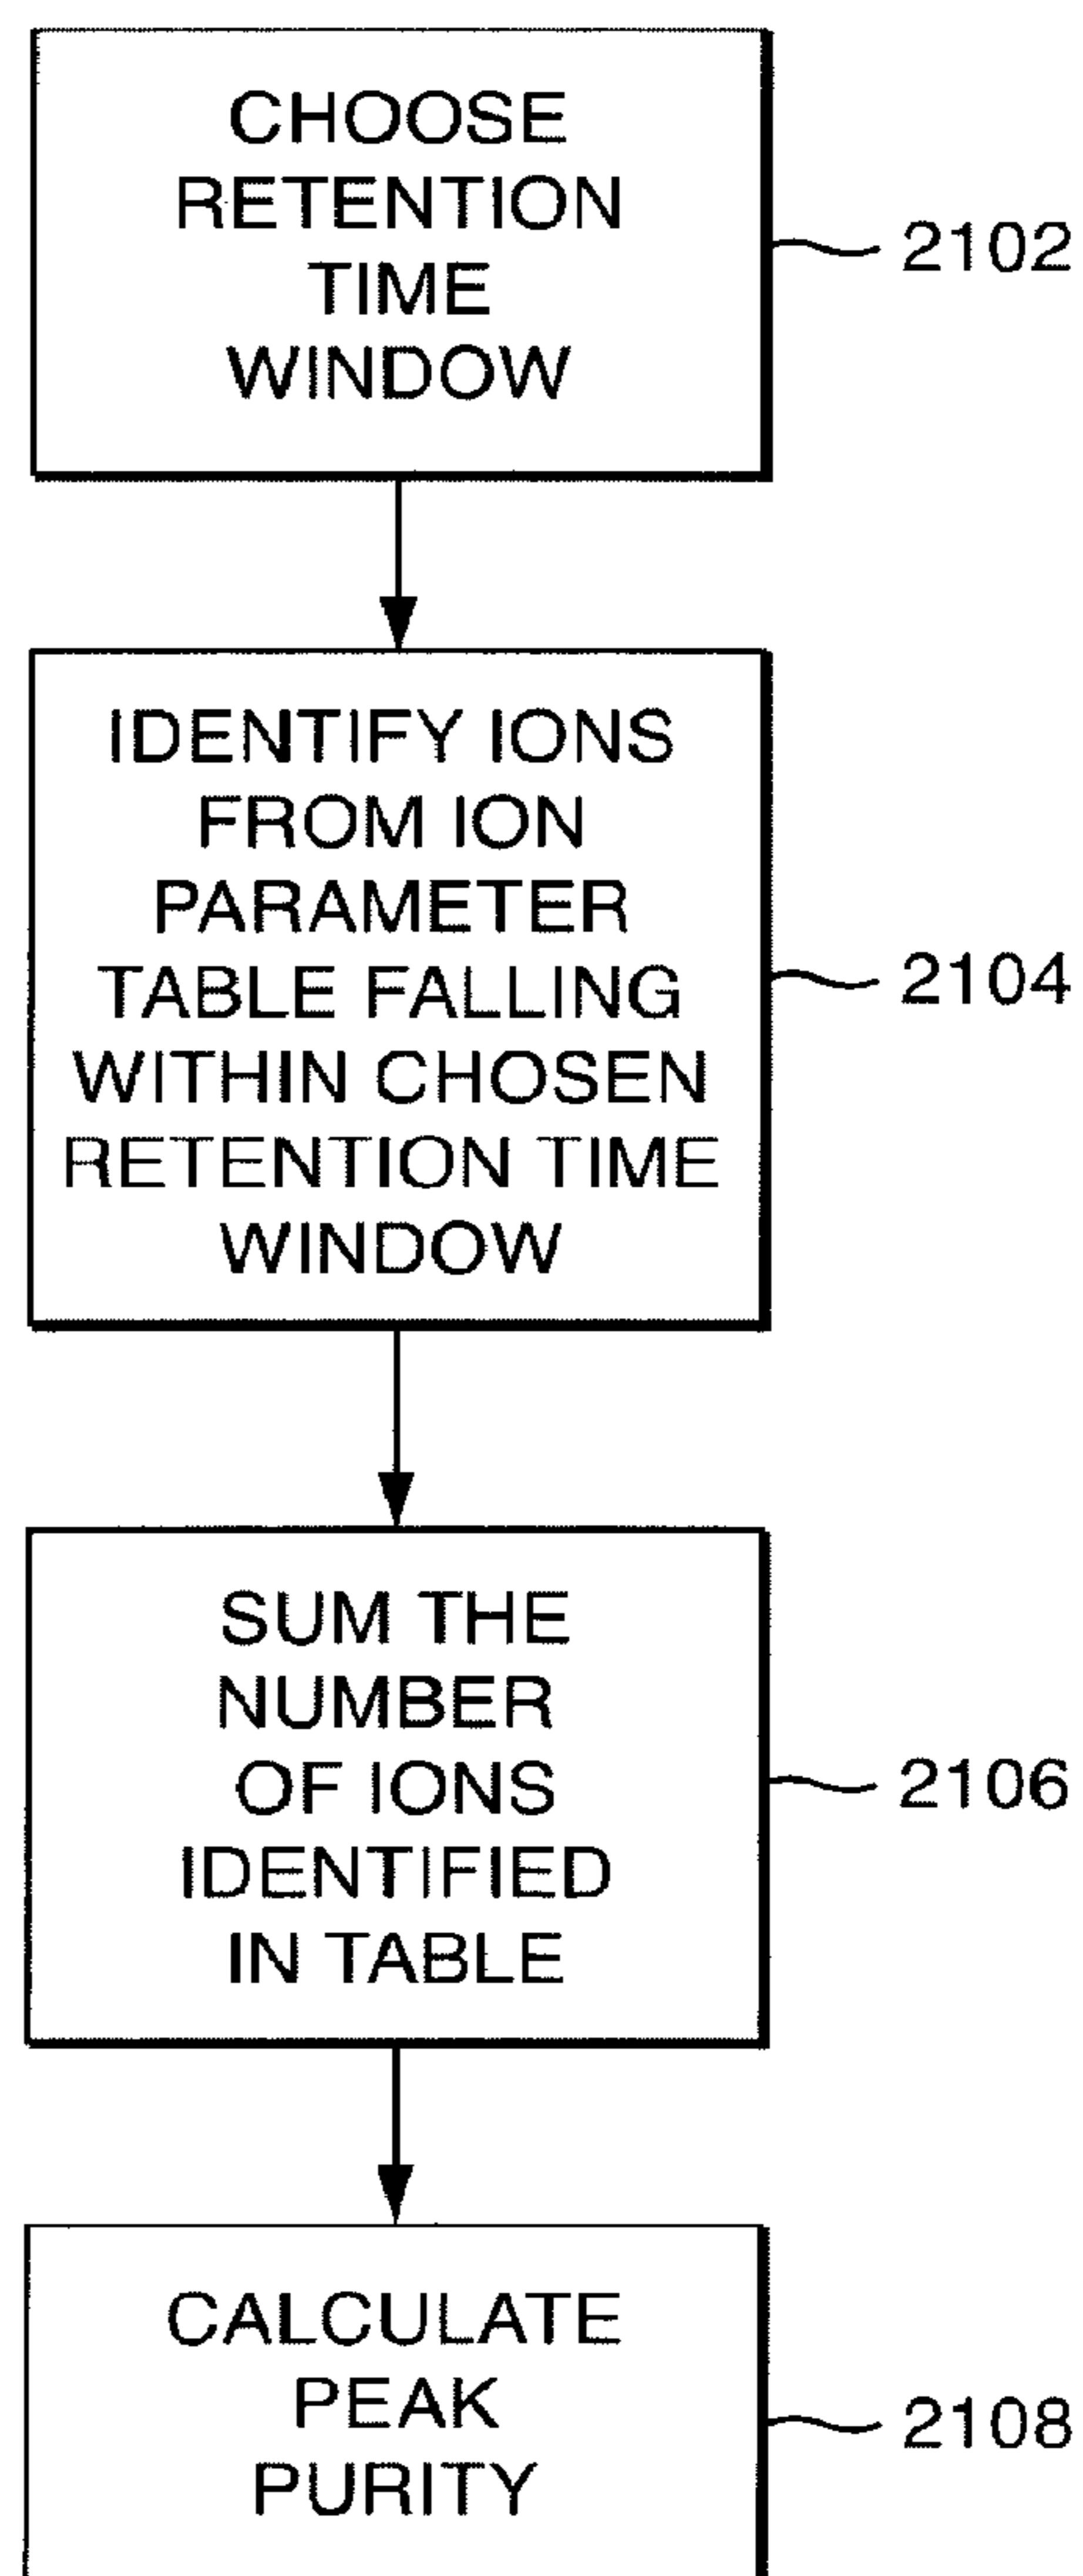 CHOOSE
RETENTION
TIME
WINDOW
2102
IDENTIFY IONS
FROM ION
PARAMETER
TABLE FALLING
WITHIN CHOSEN
RETENTION TIME
WINDOW
2104
SUM THE
NUMBER
OF IONS
IDENTIFIED
IN TABLE
2106
CALCULATE
PEAK
PURITY
2108